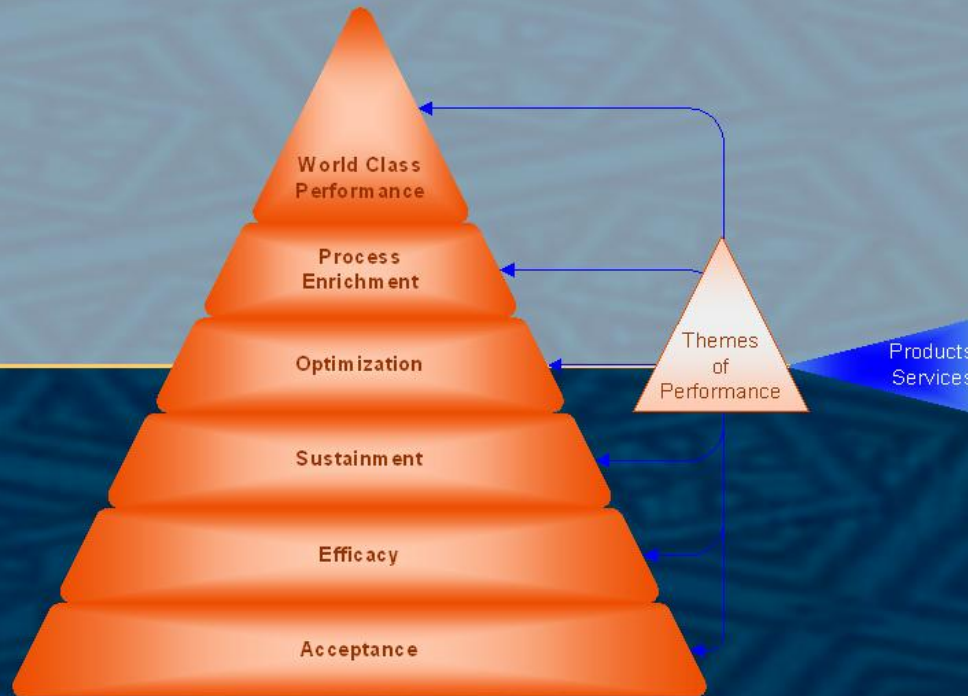 World Class
Performance
Process
Enrichment
Optimization
Sustainment
Efficacy
Acceptance
Themes
of
Performance
Products
Services